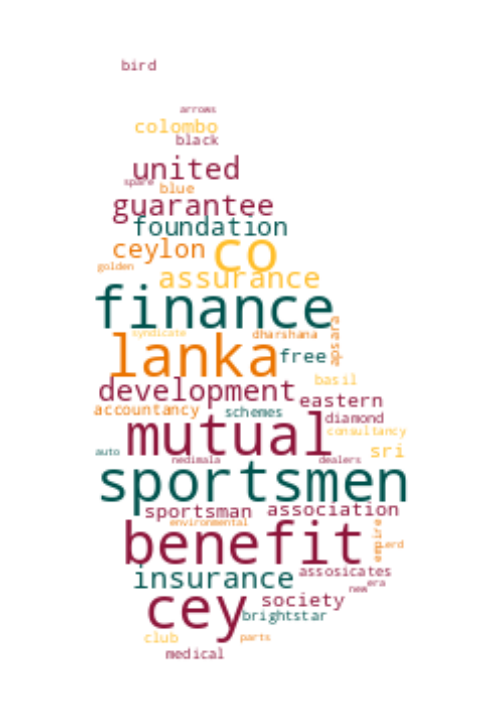 bird
arrows
colombo
black
united
spare
blue
guarantee
foundation
ceylon co
golden
assurance
finance
syndicate dharshana apsara
lanka free
basil
development eastern
accountancy schemes diamond
mutual consultancy
auto nedimala dealers sri
sportsmen
sportsman association
environmental
benefit empire lerd
insurance assosicates
new era
cey society
brightstar
club parts
medical